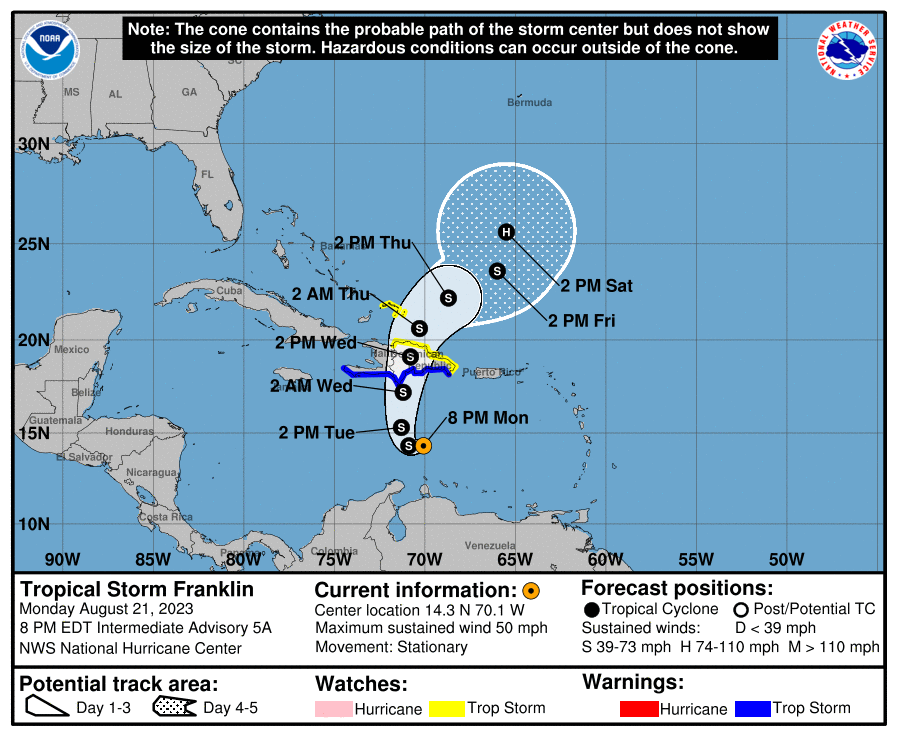 Note: The cone contains the probable path of the storm center but does not show
the size of the storm. Hazardous conditions can occur outside of the cone.
NOAA
NATIONAL WEATHER SERVICE
SC
MS
AL
GA
Bermuda
30N
FL
25N
2 PM Thu
H
S
2 PM Sat
Cuba
2 AM Thu
S
2 PM Fri
S
20N
2 PM Wed
Mexico
S
Puerto Rico
2 AM Wed
S
Belize
8 PM Mon
Guatemala
15N
Honduras
2 PM Tue
S
S
El Salvador
Nicaragua
Costa Rica
10N
Panama
Colombia
Venezuela
90W
85W
80W
75W
70W
65W
60W
55W
50W
Tropical Storm Franklin
Monday August 21, 2023
8 PM EDT Intermediate Advisory 5A
NWS National Hurricane Center
Current information:
Center location 14.3 N 70.1 W
Maximum sustained wind 50 mph
Movement: Stationary
Forecast positions:
Tropical Cyclone
Post/Potential TC
Sustained winds: D < 39 mph
S 39-73 mph H 74-110 mph M > 110 mph
Potential track area:
Day 1-3
Day 4-5
Watches:
Hurricane
Trop Storm
Warnings:
Hurricane
Trop Storm